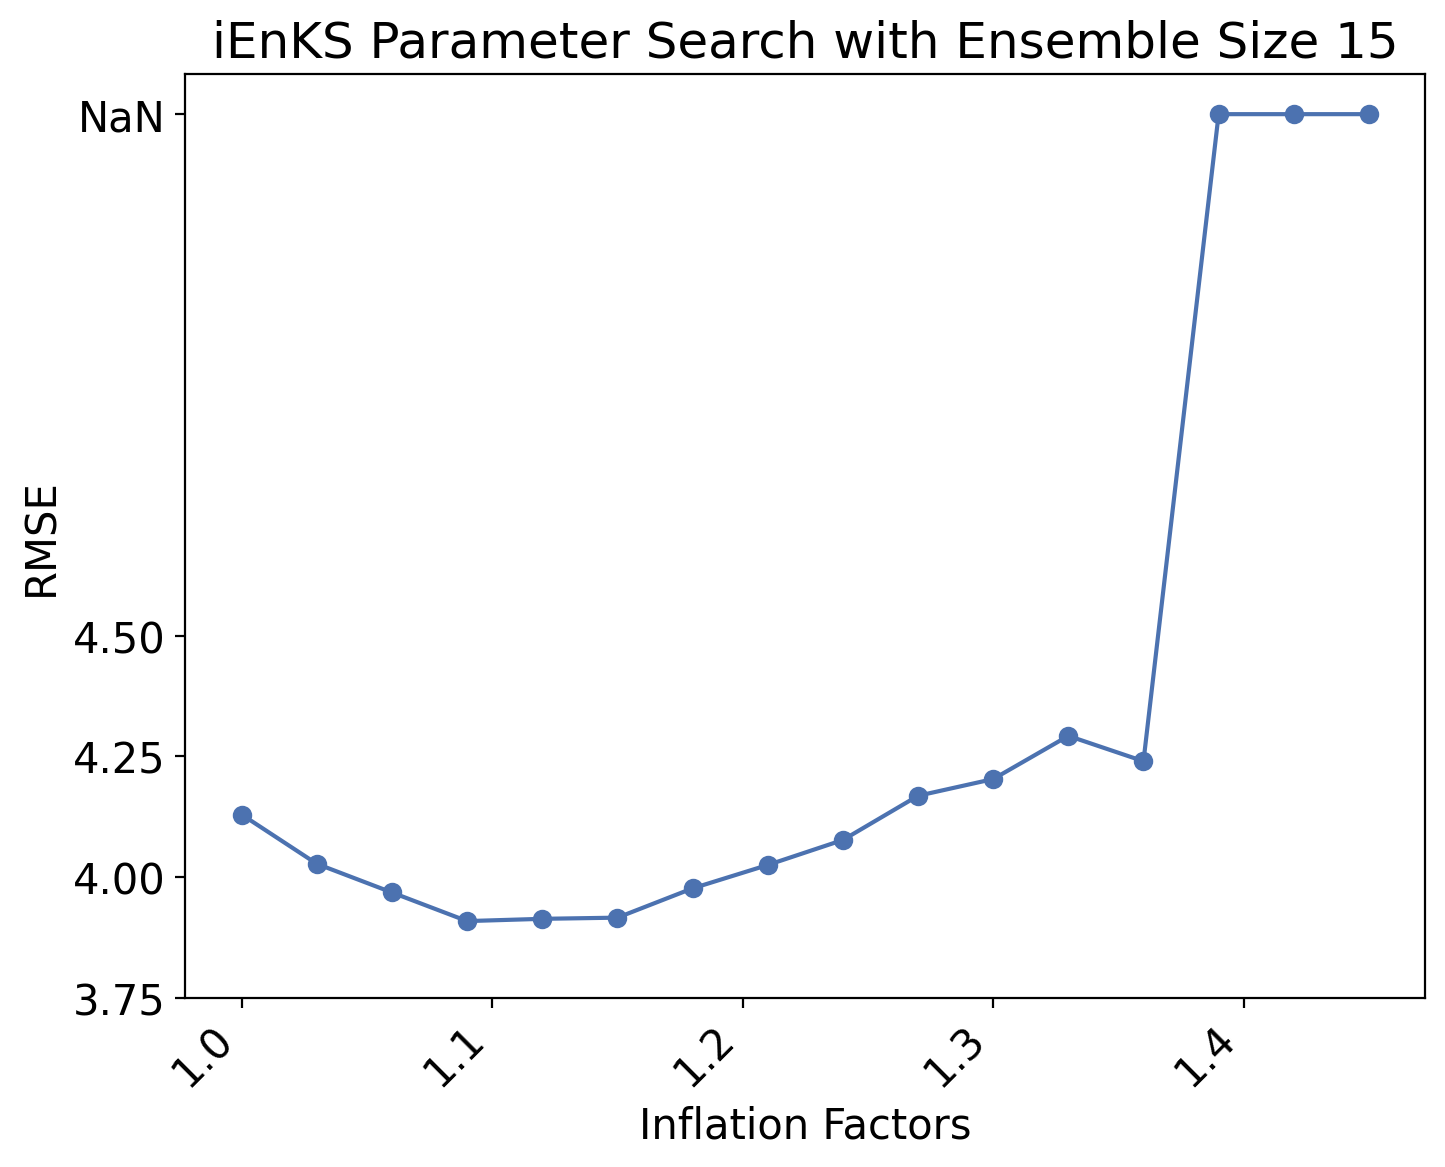 iEnKS Parameter Search with Ensemble Size 15
NaN
4.50
4.25
4.00
3.75
RMSE
1.0
1.1
1.2
1.3
1.4
Inflation Factors